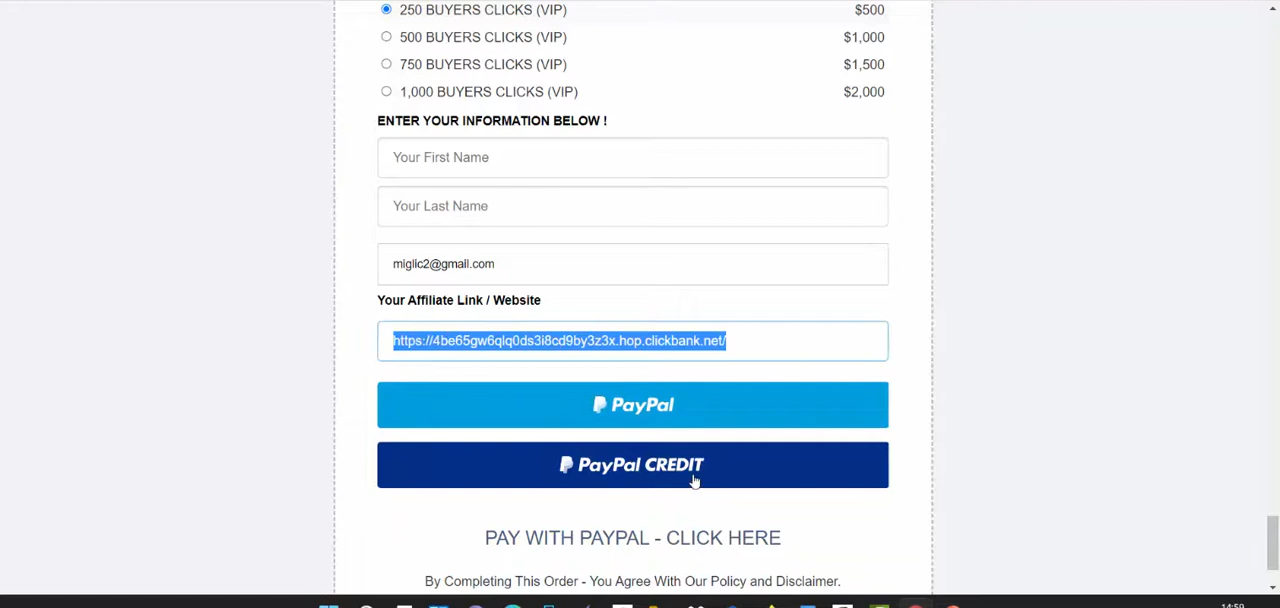 250 BUYERS CLICKS (VIP) $500
500 BUYERS CLICKS (VIP) $1,000
750 BUYERS CLICKS (VIP) $1,500
1,000 BUYERS CLICKS (VIP) $2,000
ENTER YOUR INFORMATION BELOW !
Your First Name
Your Last Name
miglic2@gmail.com
Your Affiliate Link / Website
https://4be65gw6qlq0ds3i8cd9by3z3x.hop.clickbank.net/
PayPal
PayPal CREDIT
PAY WITH PAYPAL - CLICK HERE
By Completing This Order - You Agree With Our Policy and Disclaimer.